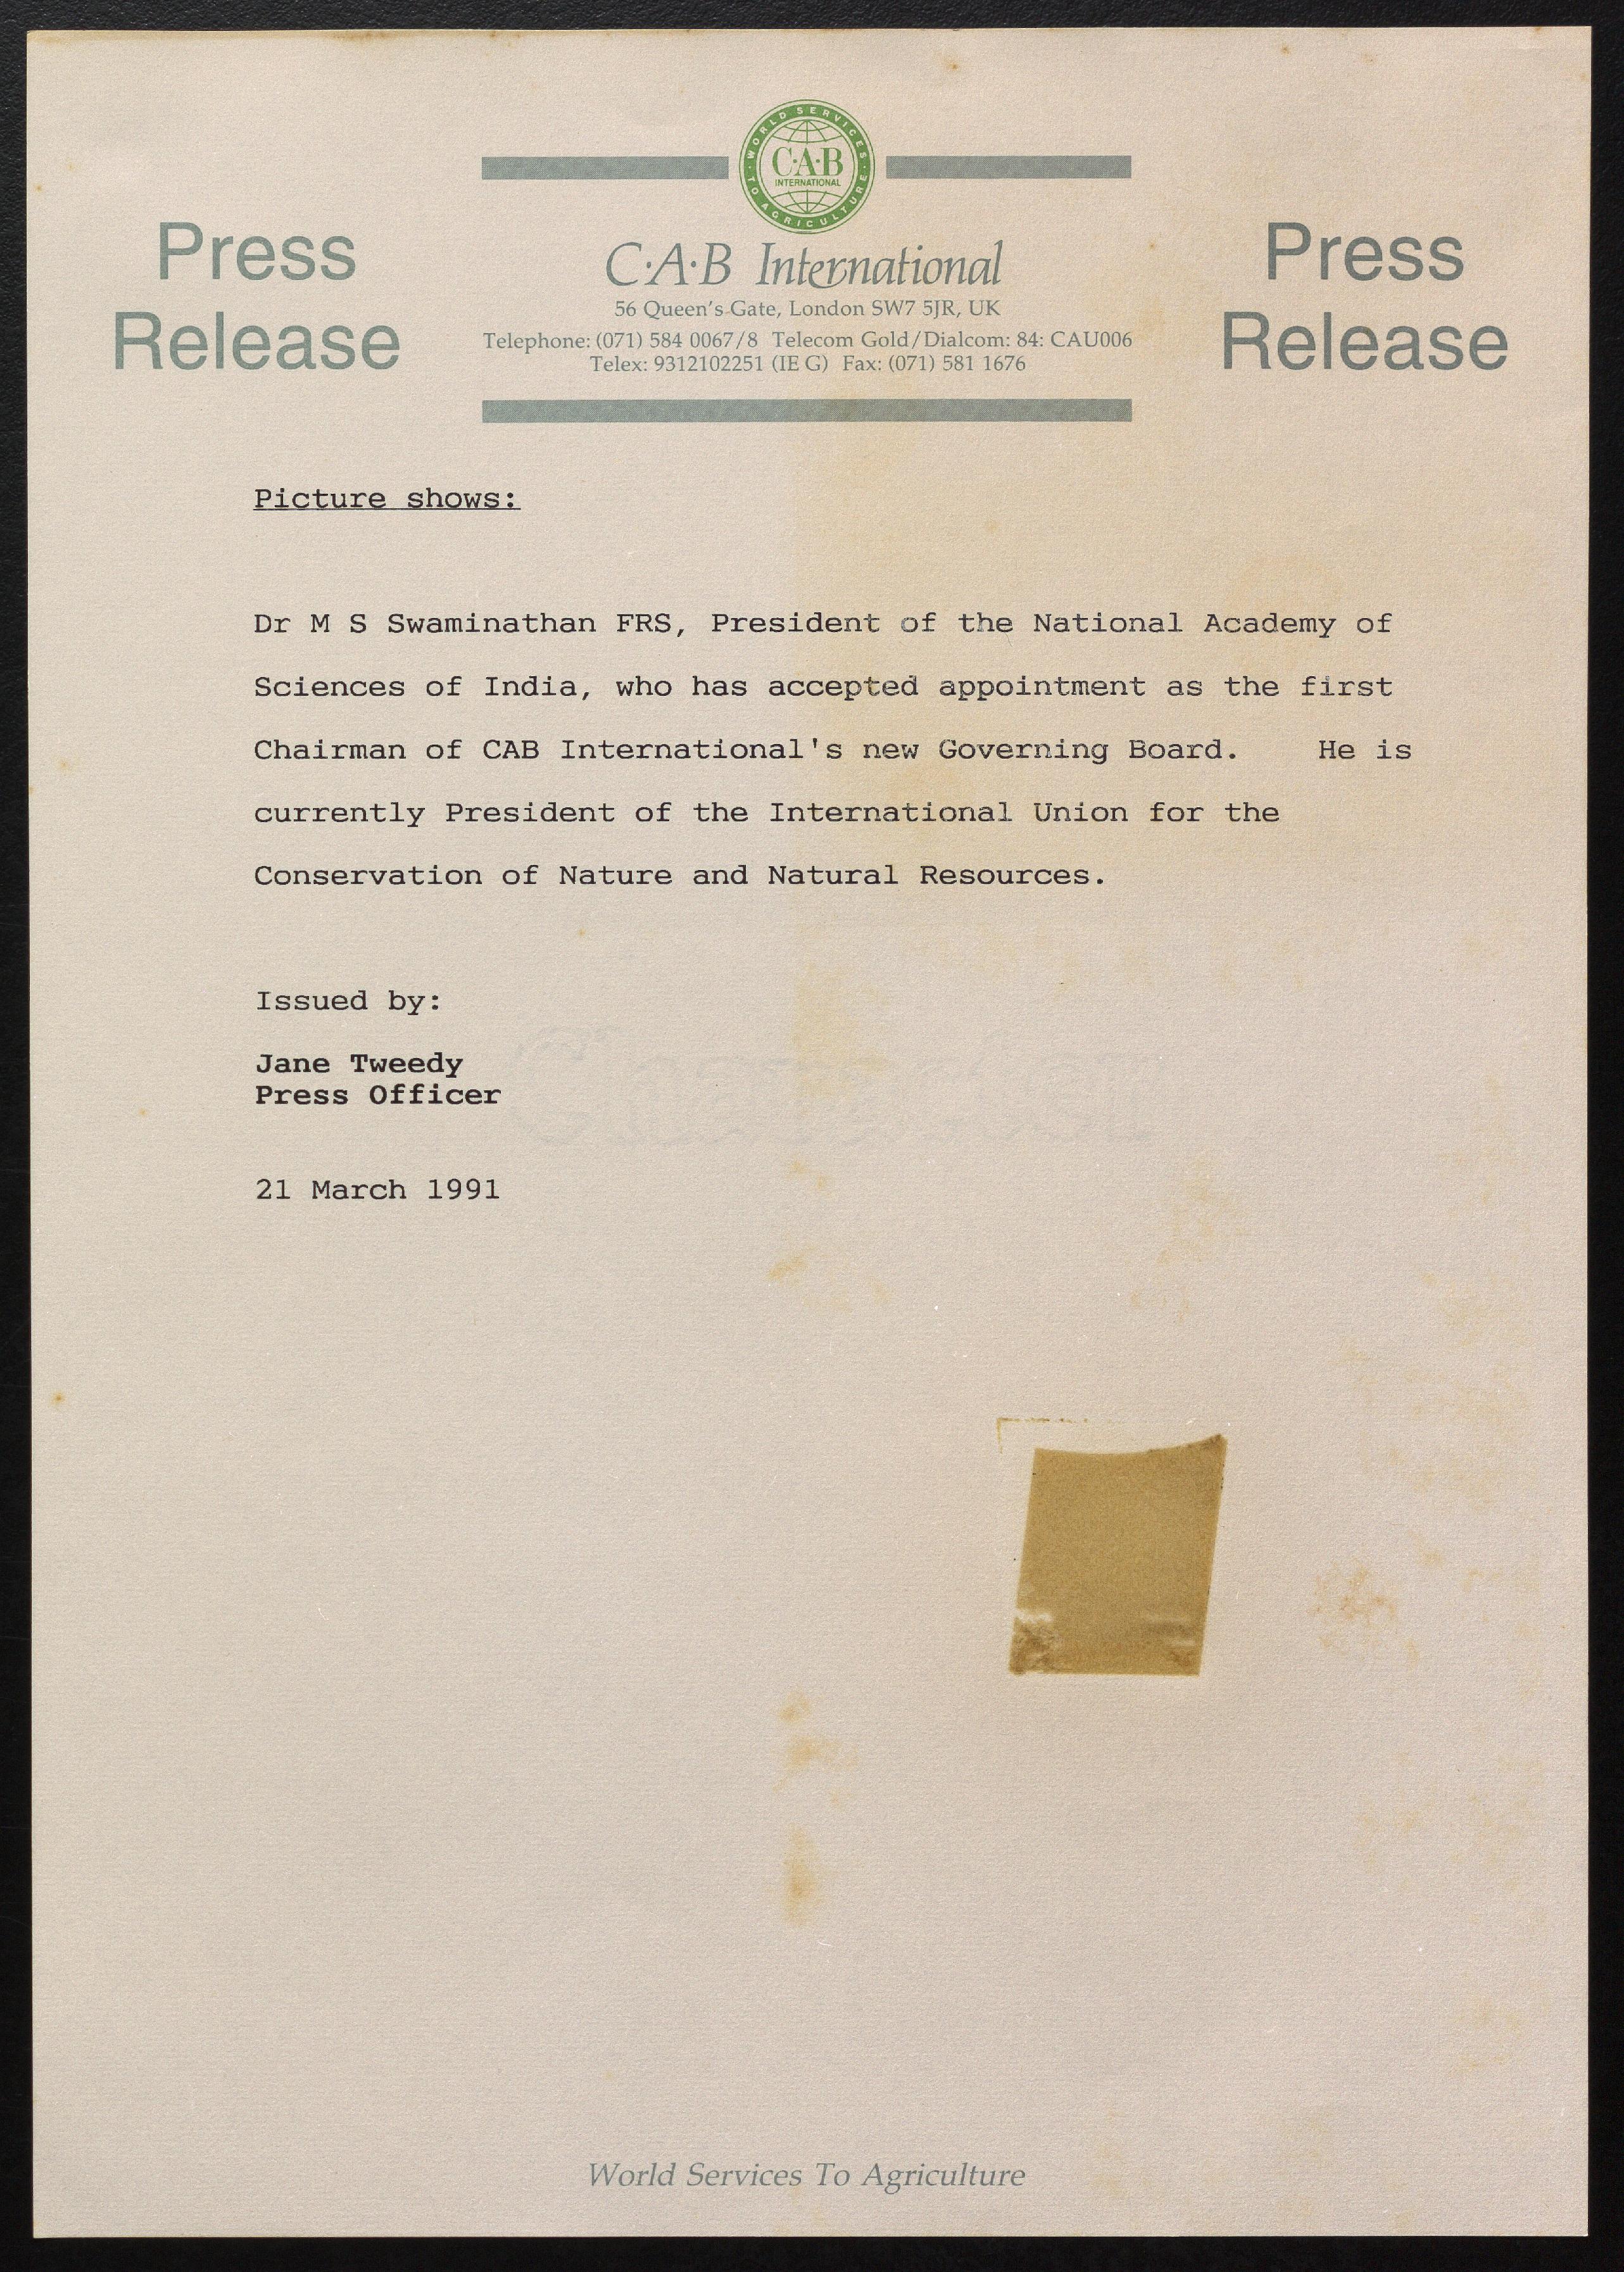 WORLD SERVICES TO AGRICULTURE
C·A·B
INTERNATIONAL
Press
Release
C·A·B International
56 Queen's Gate, London SW7 5JR, UK
Telephone: (071) 584 0067/8 Telecom Gold/Dialcom: 84: CAU006
Telex: 9312102251 (IE G) Fax: (071) 581 1676
Press
Release
Picture shows:
Dr M S Swaminathan FRS, President of the National Academy of
Sciences of India, who has accepted appointment as the first
Chairman of CAB International's new Governing Board. He is
currently President of the International Union for the
Conservation of Nature and Natural Resources.
Issued by:
Jane Tweedy
Press Officer
21 March 1991
World Services To Agriculture